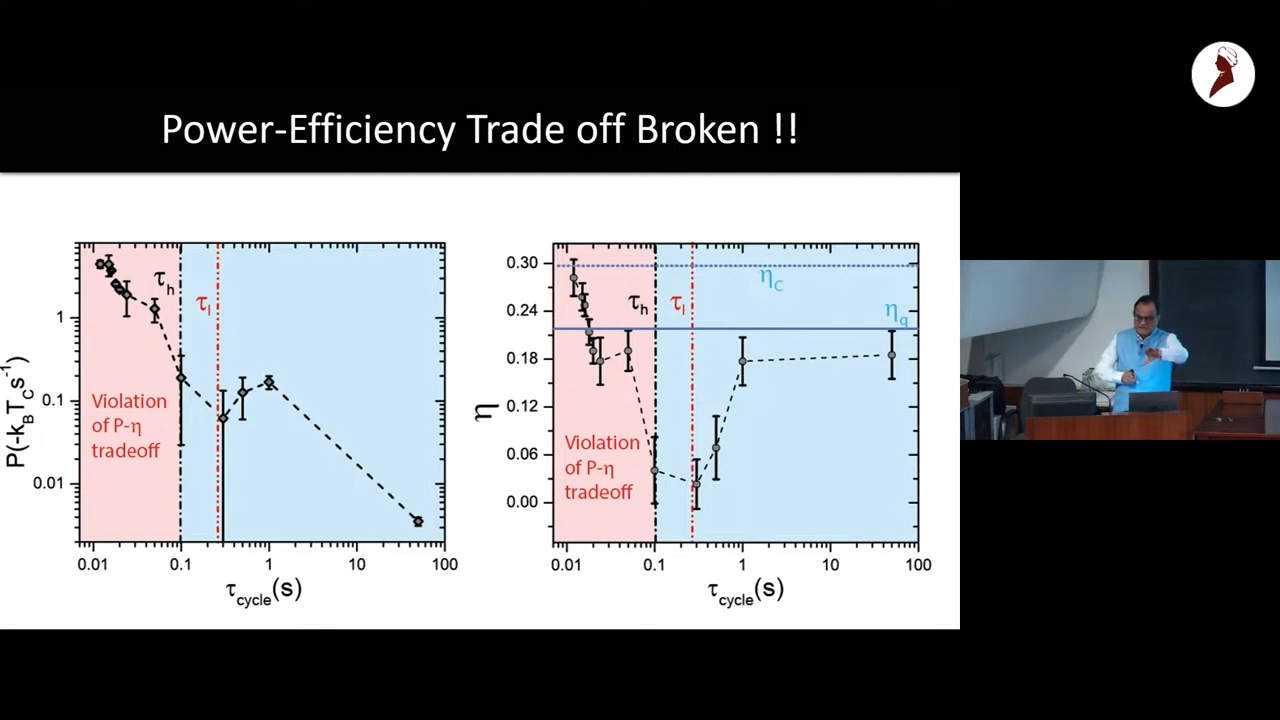 Power-Efficiency Trade off Broken !!
P(-k_BT_Cs⁻¹)
1
0.1
0.01
τ_h
τ_l
Violation
of P-η
tradeoff
0.01 0.1 1 10 100
τ_cycle(s)
η
0.30
0.24
0.18
0.12
0.06
0.00
η_C
τ_h
τ_l
η_q
Violation
of P-η
tradeoff
0.01 0.1 1 10 100
τ_cycle(s)